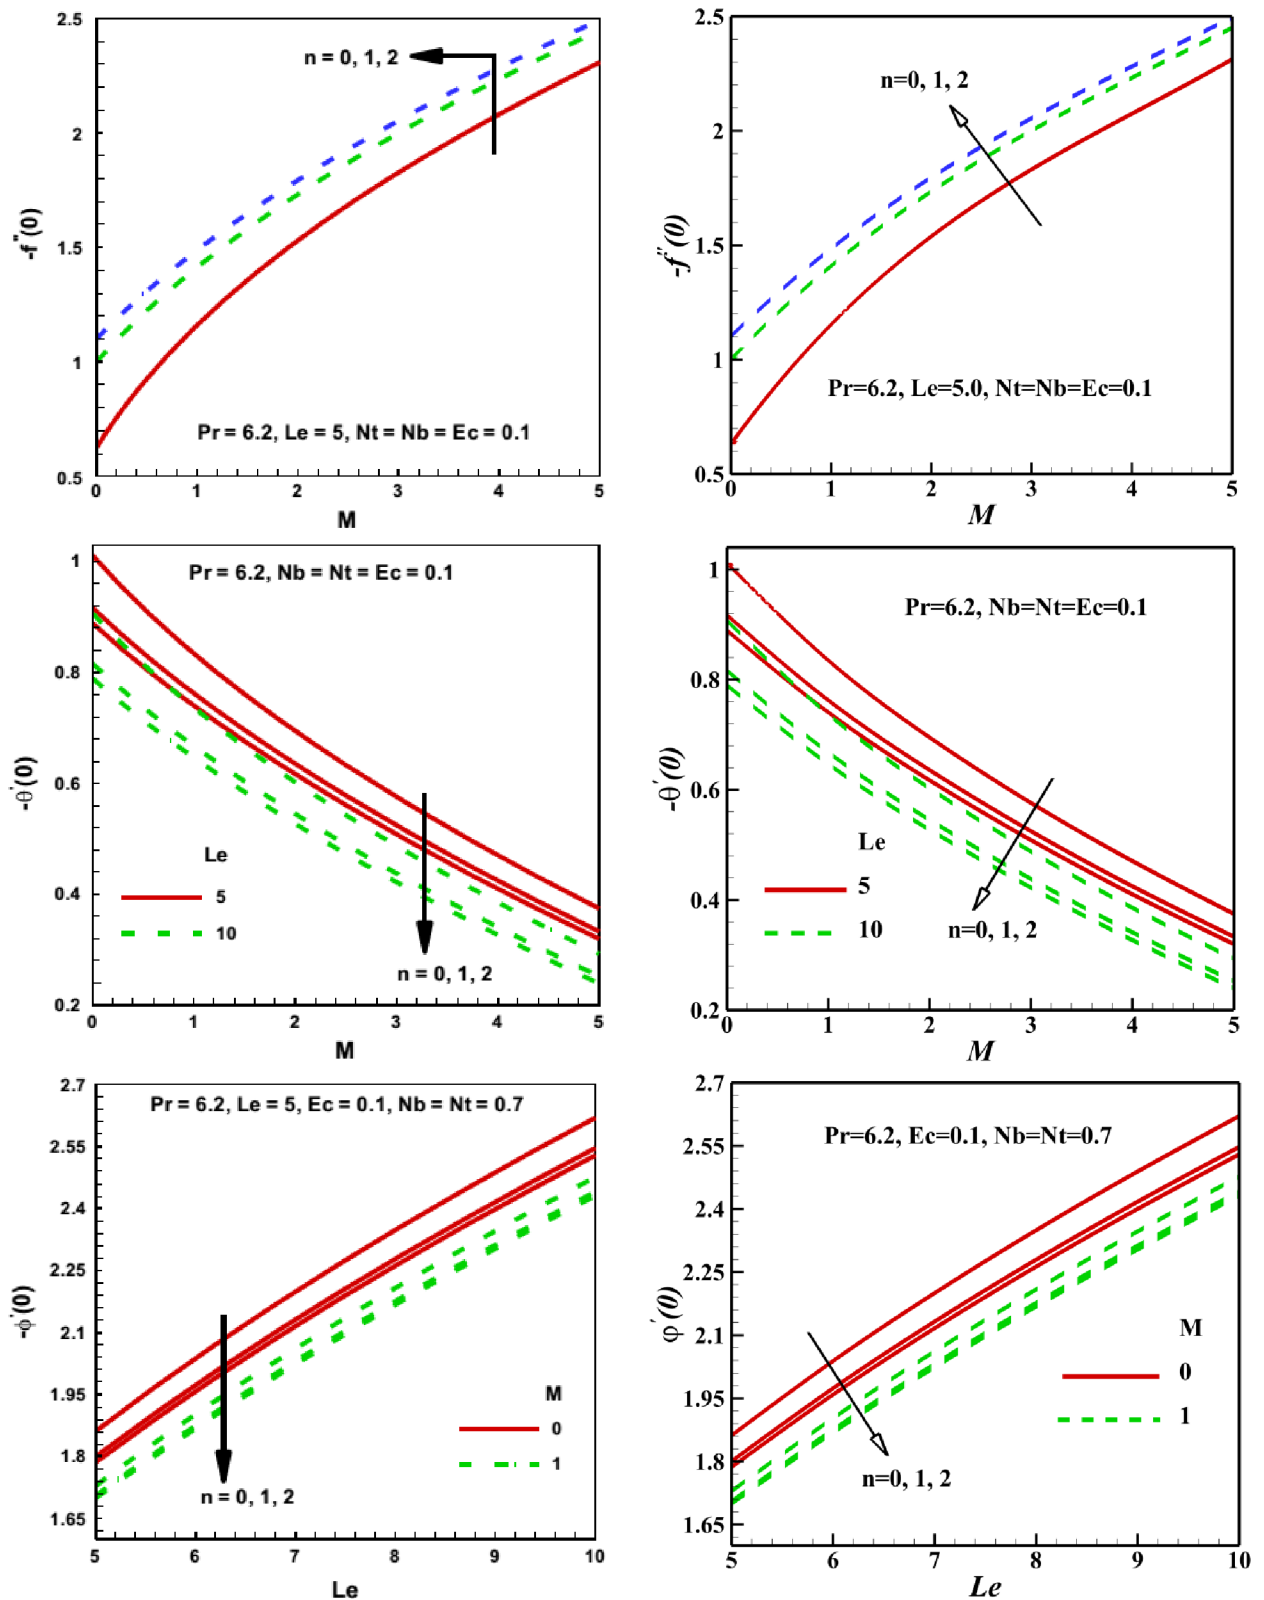 2.5
2
1.5
1
0.5
-f″(0)
n = 0, 1, 2
Pr = 6.2, Le = 5, Nt = Nb = Ec = 0.1
0 1 2 3 4 5
M
2.5
2
1.5
1
0.5
-f″(0)
n=0, 1, 2
Pr=6.2, Le=5.0, Nt=Nb=Ec=0.1
0 1 2 3 4 5
M
1
0.8
0.6
0.4
0.2
-θ′(0)
Pr = 6.2, Nb = Nt = Ec = 0.1
Le
5
10
n = 0, 1, 2
0 1 2 3 4 5
M
1
0.8
0.6
0.4
0.2
-θ′(0)
Pr=6.2, Nb=Nt=Ec=0.1
Le
5
10
n=0, 1, 2
0 1 2 3 4 5
M
2.7
2.55
2.4
2.25
2.1
1.95
1.8
1.65
-ϕ′(0)
Pr = 6.2, Le = 5, Ec = 0.1, Nb = Nt = 0.7
M
0
1
n = 0, 1, 2
5 6 7 8 9 10
Le
2.7
2.55
2.4
2.25
2.1
1.95
1.8
1.65
φ′(0)
Pr=6.2, Ec=0.1, Nb=Nt=0.7
M
0
1
n=0, 1, 2
5 6 7 8 9 10
Le